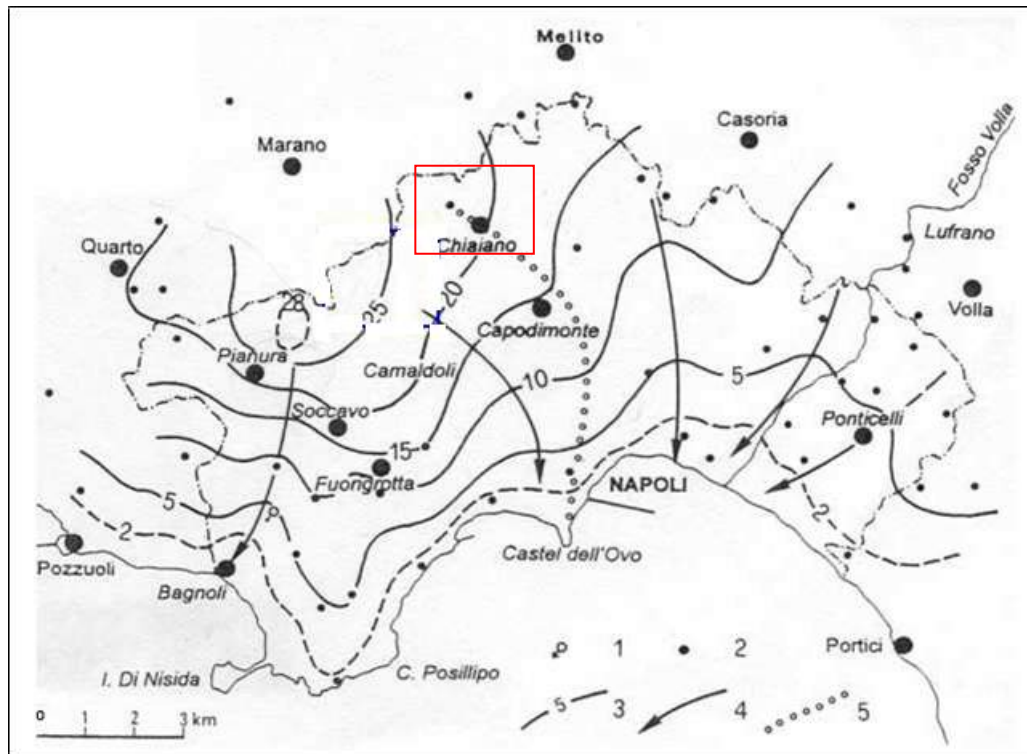 Melito
Casoria
Marano
Fosso Volla
Quarto
Chiaiano
Lufrano
28
25
20
Volla
Capodimonte
Pianura
Camaldoli
10
5
Soccavo
Ponticelli
15
Fuongrotta
5
NAPOLI
2
2
Pozzuoli
Castel dell'Ovo
Bagnoli
I. Di Nisida
C. Posillipo
Portici
1
2
5
3
4
5
0 1 2 3 km